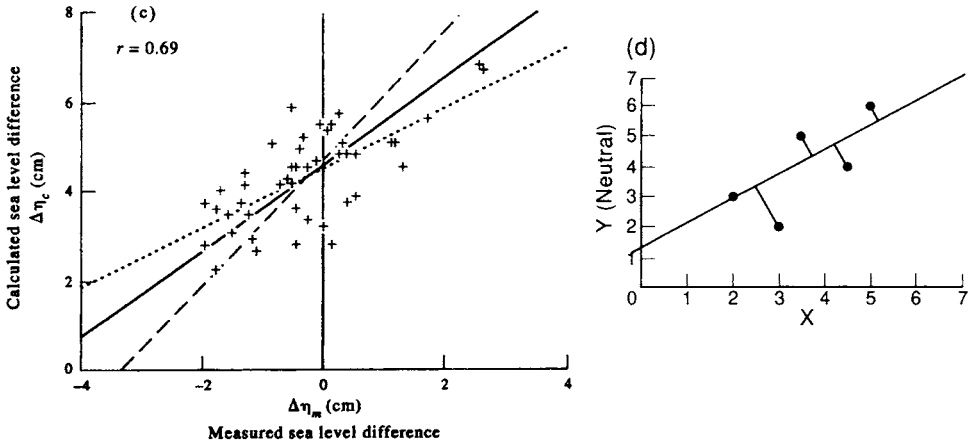 (c)
r = 0.69
8
6
4
2
0
Calculated sea level difference
Δη_c (cm)
−4
−2
0
2
4
Δη_m (cm)
Measured sea level difference
(d)
7
6
5
4
3
2
1
Y (Neutral)
0
1
2
3
4
5
6
7
X